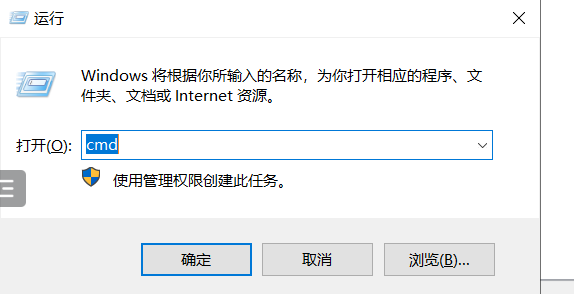 运行
Windows 将根据你所输入的名称，为你打开相应的程序、文
件夹、文档或 Internet 资源。
打开(O): cmd
使用管理权限创建此任务。
确定 取消 浏览(B)...